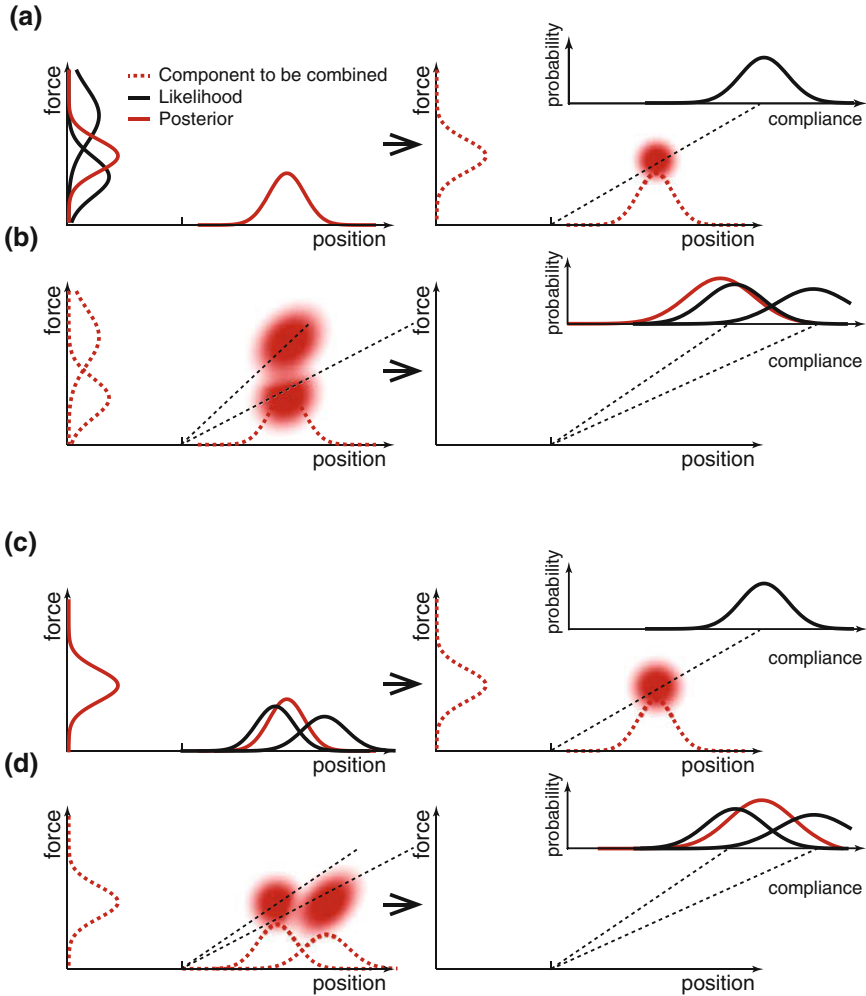 (a)
force
Component to be combined
Likelihood
Posterior
position
force
position
probability
compliance
(b)
force
position
force
position
probability
compliance
(c)
force
position
force
position
probability
compliance
(d)
force
position
force
position
probability
compliance